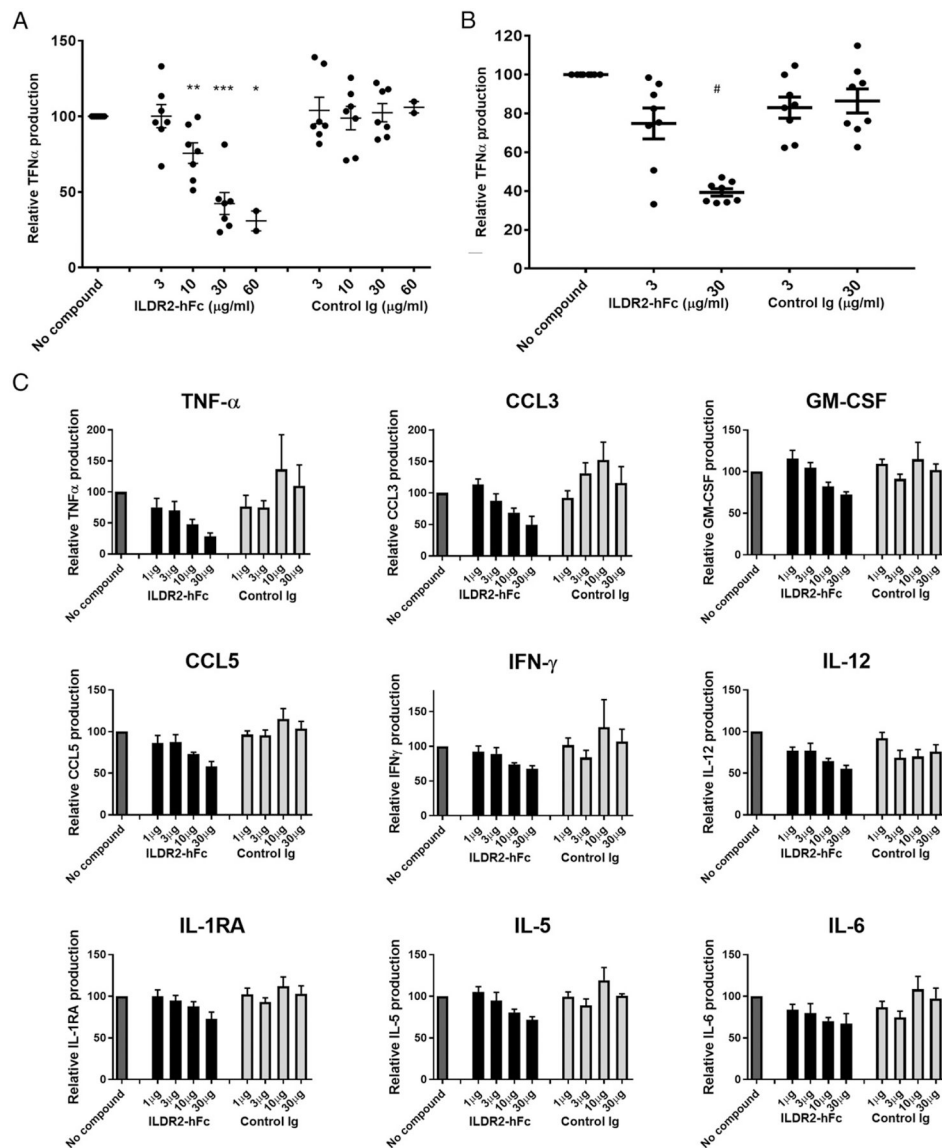 A
Relative TFNα production
150
100
50
0
** *** *
No compound
3 10 30 60
ILDR2-hFc (μg/ml)
3 10 30 60
Control Ig (μg/ml)
B
Relative TFNα production
120
100
80
60
40
20
0
#
No compound
3 30
ILDR2-hFc (μg/ml)
3 30
Control Ig (μg/ml)
C
TNF-α
Relative TNFα production
200
150
100
50
0
No compound
1μg 3μg 10μg 30μg
ILDR2-hFc
1μg 3μg 10μg 30μg
Control Ig
CCL3
Relative CCL3 production
200
150
100
50
0
No compound
1μg 3μg 10μg 30μg
ILDR2-hFc
1μg 3μg 10μg 30μg
Control Ig
GM-CSF
Relative GM-CSF production
150
100
50
0
No compound
1μg 3μg 10μg 30μg
ILDR2-hFc
1μg 3μg 10μg 30μg
Control Ig
CCL5
Relative CCL5 production
150
100
50
0
No compound
1μg 3μg 10μg 30μg
ILDR2-hFc
1μg 3μg 10μg 30μg
Control Ig
IFN-γ
Relative IFNγ production
150
100
50
0
No compound
1μg 3μg 10μg 30μg
ILDR2-hFc
1μg 3μg 10μg 30μg
Control Ig
IL-12
Relative IL-12 production
150
100
50
0
No compound
1μg 3μg 10μg 30μg
ILDR2-hFc
1μg 3μg 10μg 30μg
Control Ig
IL-1RA
Relative IL-1RA production
150
100
50
0
No compound
1μg 3μg 10μg 30μg
ILDR2-hFc
1μg 3μg 10μg 30μg
Control Ig
IL-5
Relative IL-5 production
150
100
50
0
No compound
1μg 3μg 10μg 30μg
ILDR2-hFc
1μg 3μg 10μg 30μg
Control Ig
IL-6
Relative IL-6 production
150
100
50
0
No compound
1μg 3μg 10μg 30μg
ILDR2-hFc
1μg 3μg 10μg 30μg
Control Ig